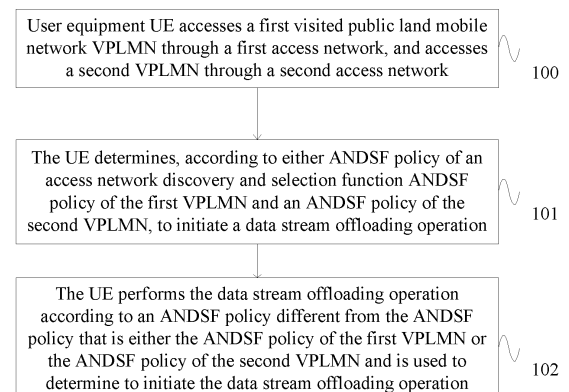 User equipment UE accesses a first visited public land mobile
network VPLMN through a first access network, and accesses
a second VPLMN through a second access network
100
The UE determines, according to either ANDSF policy of an
access network discovery and selection function ANDSF
policy of the first VPLMN and an ANDSF policy of the
second VPLMN, to initiate a data stream offloading operation
101
The UE performs the data stream offloading operation
according to an ANDSF policy different from the ANDSF
policy that is either the ANDSF policy of the first VPLMN or
the ANDSF policy of the second VPLMN and is used to
determine to initiate the data stream offloading operation
102